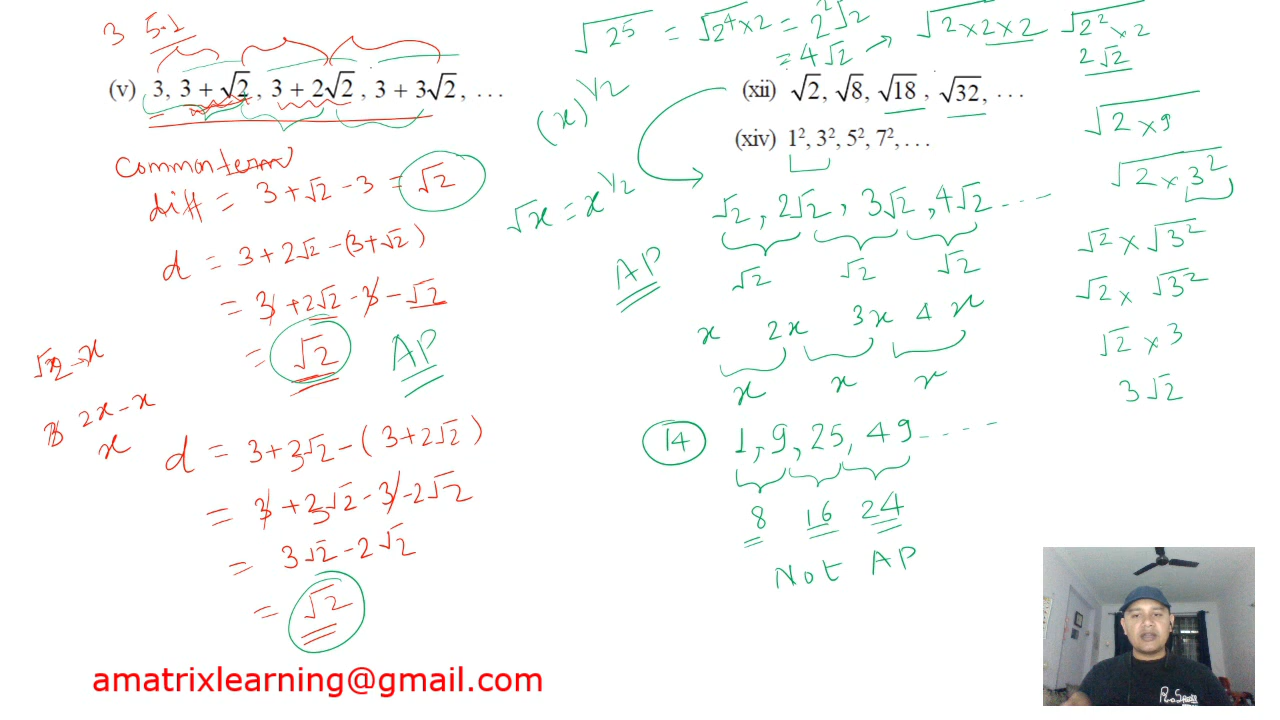 3 5·1
(v) 3, 3 + √2, 3 + 2√2, 3 + 3√2, ...
Common term
diff = 3 + √2 - 3 = √2
d = 3 + 2√2 - (3 + √2)
= 3 + 2√2 - 3 - √2
= √2 AP
2x - x
x
d = 3 + 3√2 - (3 + 2√2)
= 3 + 3√2 - 3 - 2√2
= 3√2 - 2√2
= √2
√2⁵ = √2⁴ × 2 = 2²√2
= 4√2
√2 × 2 × 2 √2² × 2
2√2
(x)^1/2
√x = x^1/2
(xii) √2, √8, √18, √32, ...
(xiv) 1², 3², 5², 7², ...
√2, 2√2, 3√2, 4√2 ....
√2 √2 √2
AP
x 2x 3x 4x
x x x
14 1, 9, 25, 49 .....
8 16 24
Not AP
√2 × 9
√2 × 3²
√2 × √3²
√2 × √3²
√2 × 3
3√2
amatrixlearning@gmail.com